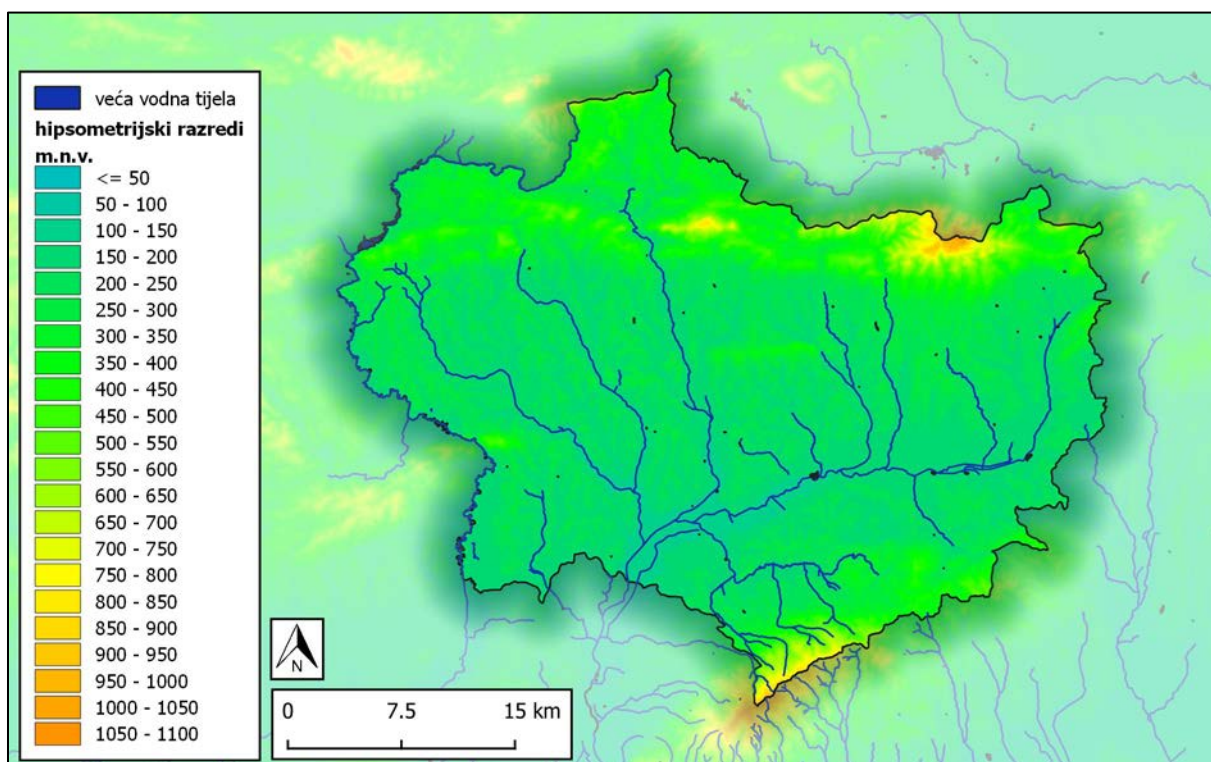 veća vodna tijela
hipsometrijski razredi
m.n.v.
<= 50
50 - 100
100 - 150
150 - 200
200 - 250
250 - 300
300 - 350
350 - 400
400 - 450
450 - 500
500 - 550
550 - 600
600 - 650
650 - 700
700 - 750
750 - 800
800 - 850
850 - 900
900 - 950
950 - 1000
1000 - 1050
1050 - 1100
N
0 7.5 15 km